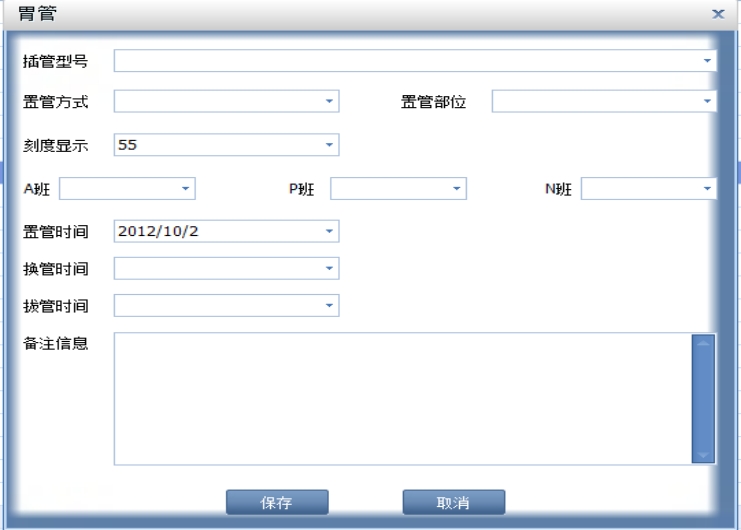 胃管
插管型号
置管方式 置管部位
刻度显示 55
A班 P班 N班
置管时间 2012/10/2
换管时间
拔管时间
备注信息
保存 取消